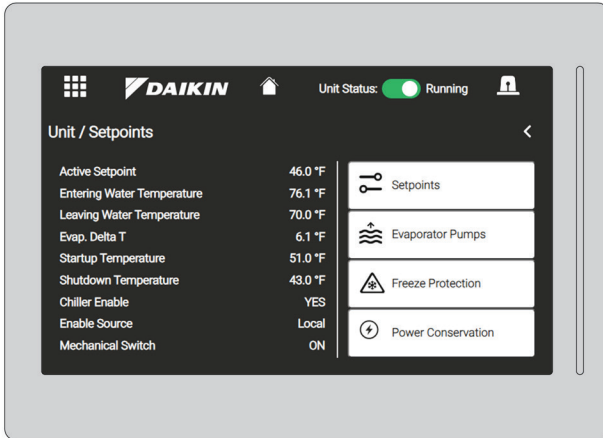 DAIKIN
Unit Status: Running
Unit / Setpoints
Active Setpoint 46.0 °F
Entering Water Temperature 76.1 °F
Leaving Water Temperature 70.0 °F
Evap. Delta T 6.1 °F
Startup Temperature 51.0 °F
Shutdown Temperature 43.0 °F
Chiller Enable YES
Enable Source Local
Mechanical Switch ON
Setpoints
Evaporator Pumps
Freeze Protection
Power Conservation